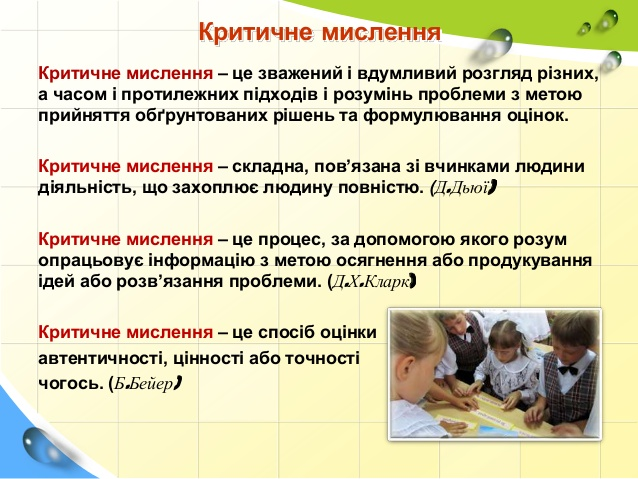 Критичне мислення
Критичне мислення – це зважений і вдумливий розгляд різних,
а часом і протилежних підходів і розумінь проблеми з метою
прийняття обґрунтованих рішень та формулювання оцінок.
Критичне мислення – складна, пов’язана зі вчинками людини
діяльність, що захоплює людину повністю. (Д.Дьюї)
Критичне мислення – це процес, за допомогою якого розум
опрацьовує інформацію з метою осягнення або продукування
ідей або розв’язання проблеми. (Д.Х.Кларк)
Критичне мислення – це спосіб оцінки
автентичності, цінності або точності
чогось. (Б.Бейер)